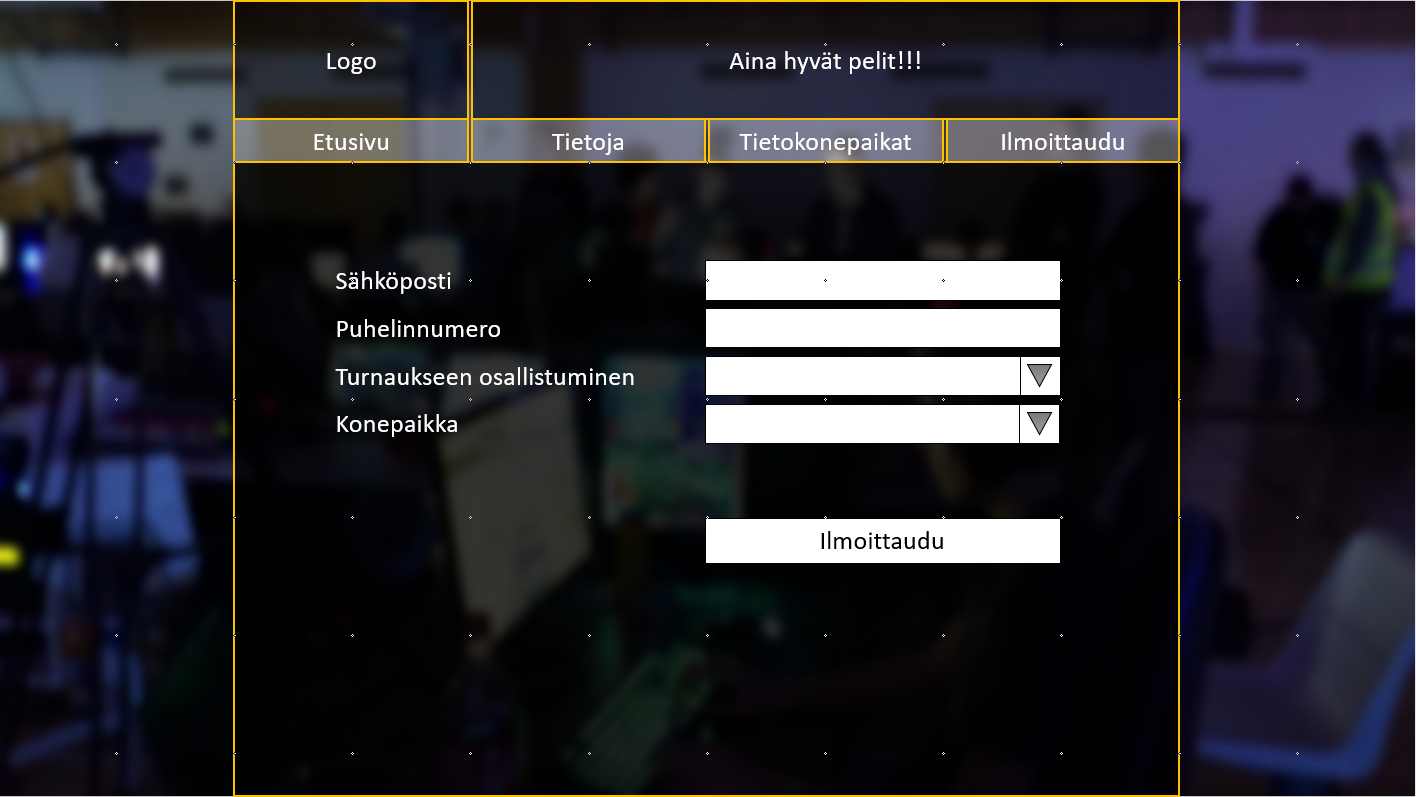 Logo
Aina hyvät pelit!!!
Etusivu
Tietoja
Tietokonepaikat
Ilmoittaudu
Sähköposti
Puhelinnumero
Turnaukseen osallistuminen
Konepaikka
Ilmoittaudu